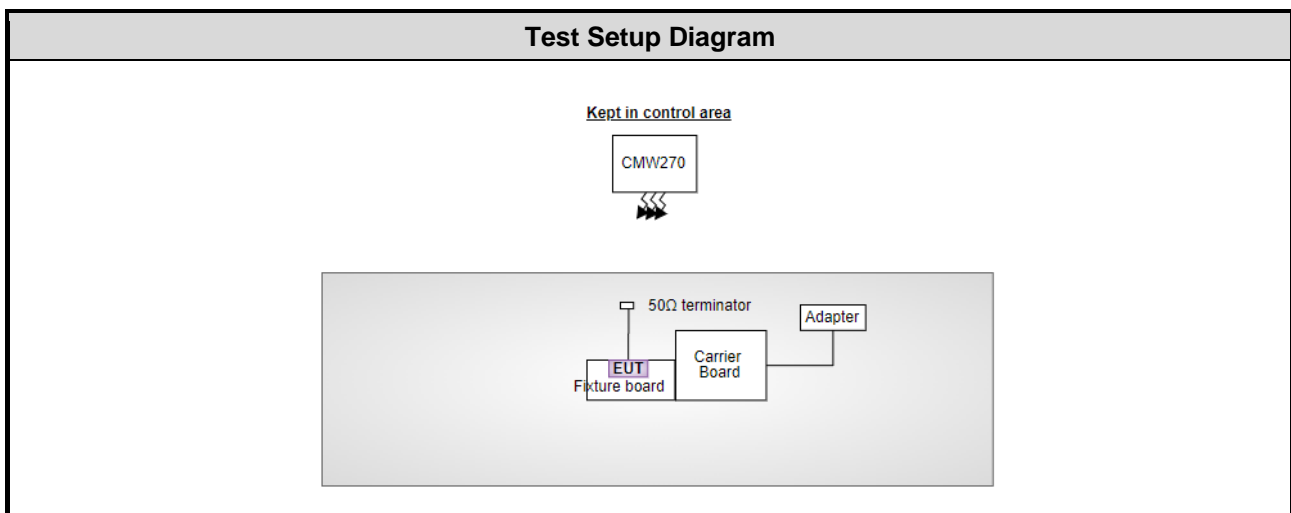 Test Setup Diagram
Kept in control area
CMW270
50Ω terminator
Adapter
EUT
Fixture board
Carrier
Board